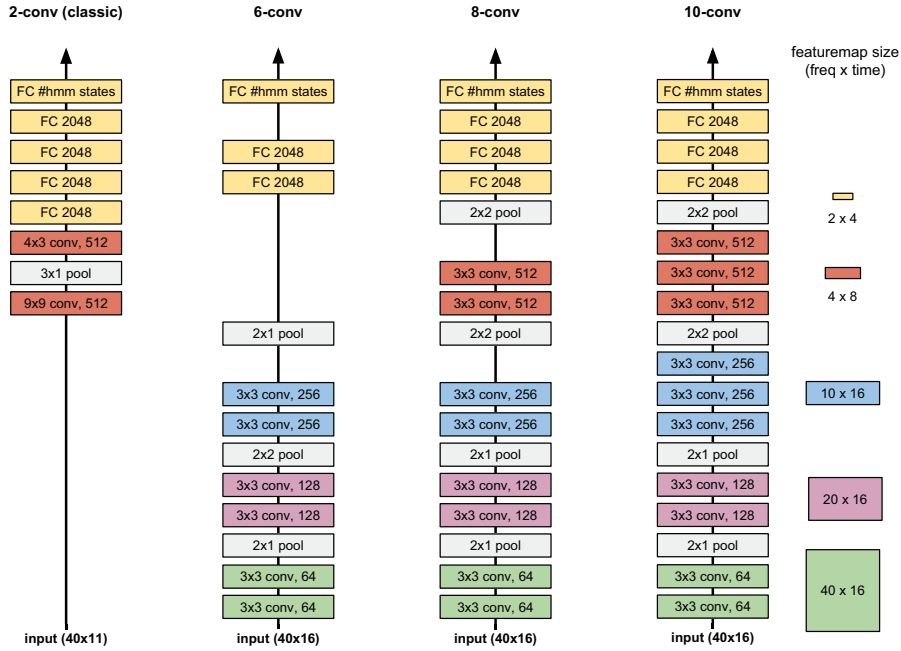 2-conv (classic)
FC #hmm states
FC 2048
FC 2048
FC 2048
FC 2048
4x3 conv, 512
3x1 pool
9x9 conv, 512
input (40x11)
6-conv
FC #hmm states
FC 2048
FC 2048
2x1 pool
3x3 conv, 256
3x3 conv, 256
2x2 pool
3x3 conv, 128
3x3 conv, 128
2x1 pool
3x3 conv, 64
3x3 conv, 64
input (40x16)
8-conv
FC #hmm states
FC 2048
FC 2048
FC 2048
2x2 pool
3x3 conv, 512
3x3 conv, 512
2x2 pool
3x3 conv, 256
3x3 conv, 256
2x1 pool
3x3 conv, 128
3x3 conv, 128
2x1 pool
3x3 conv, 64
3x3 conv, 64
input (40x16)
10-conv
FC #hmm states
FC 2048
FC 2048
FC 2048
2x2 pool
3x3 conv, 512
3x3 conv, 512
3x3 conv, 512
2x2 pool
3x3 conv, 256
3x3 conv, 256
3x3 conv, 256
2x1 pool
3x3 conv, 128
3x3 conv, 128
2x1 pool
3x3 conv, 64
3x3 conv, 64
input (40x16)
featuremap size
(freq x time)
2 x 4
4 x 8
10 x 16
20 x 16
40 x 16